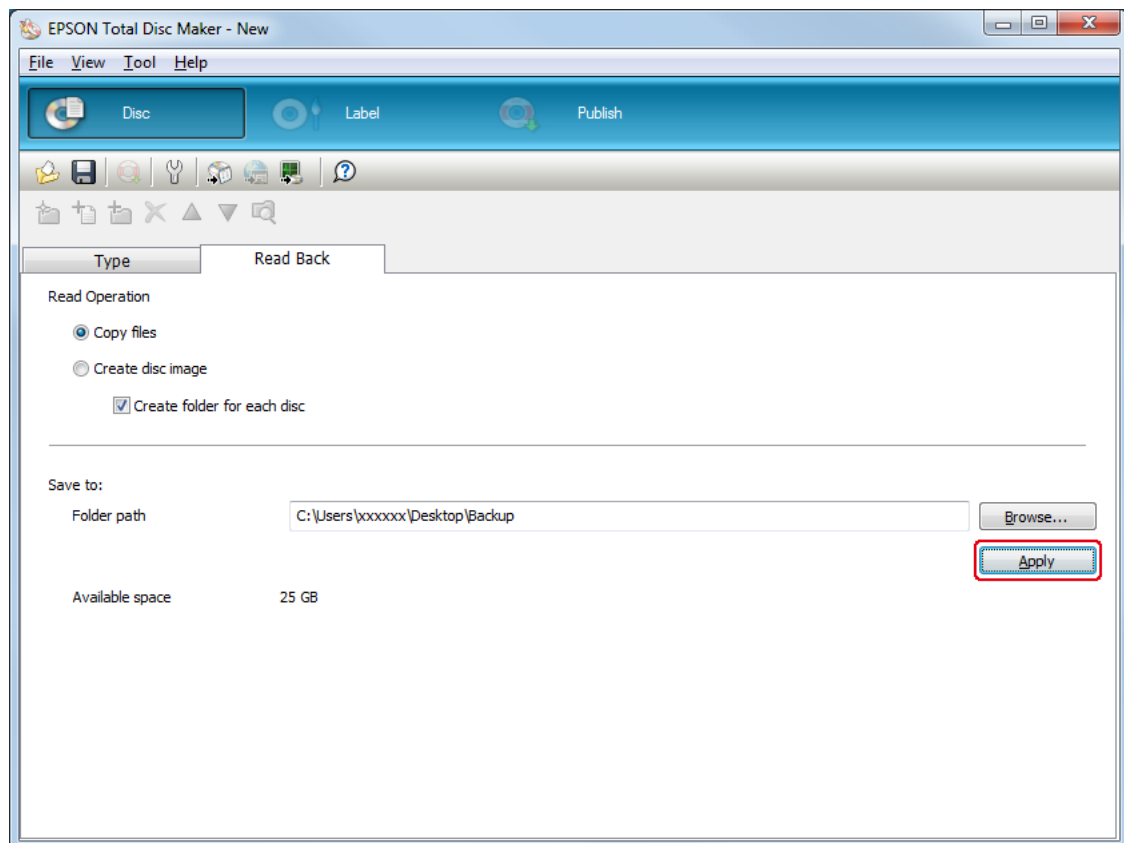 EPSON Total Disc Maker - New
File View Tool Help
Disc Label Publish
Type Read Back
Read Operation
Copy files
Create disc image
Create folder for each disc
Save to:
Folder path C:\Users\xxxxxx\Desktop\Backup Browse...
Apply
Available space 25 GB